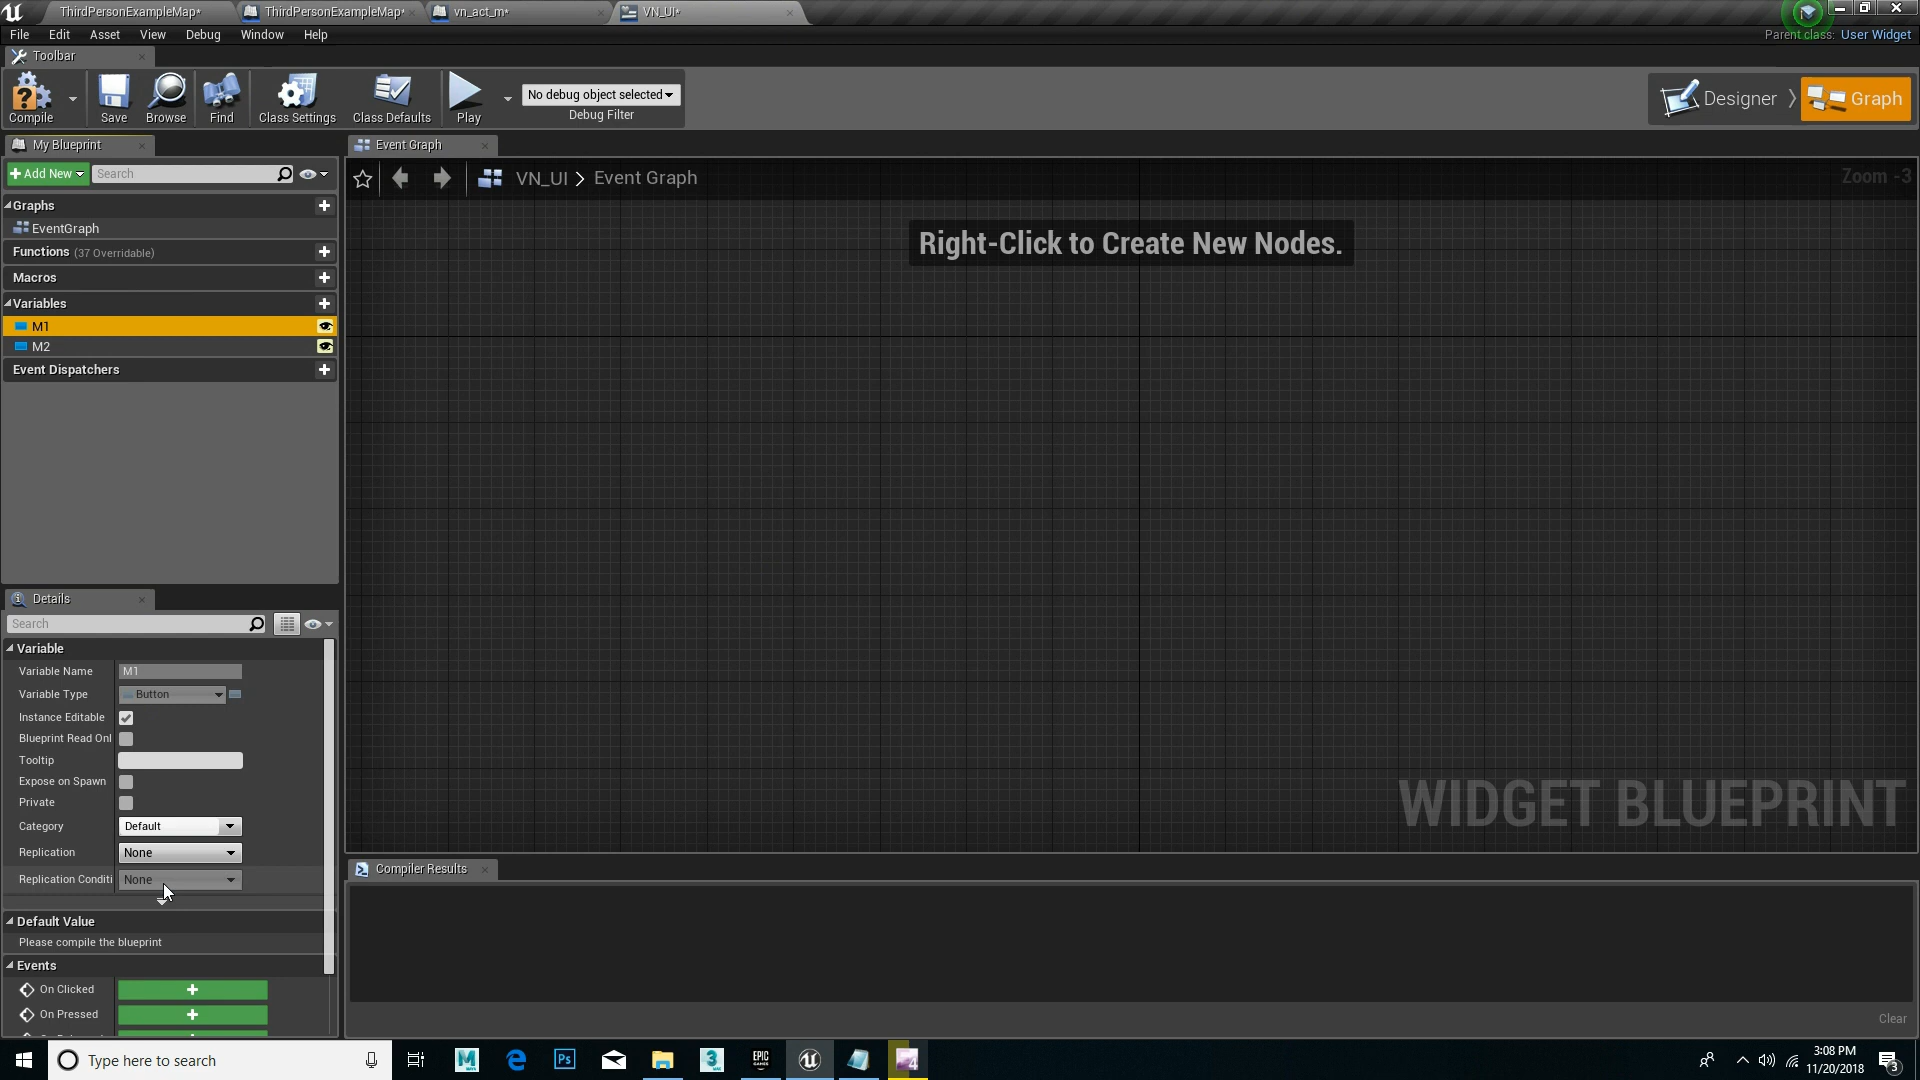 ThirdPersonExampleMap*
ThirdPersonExampleMap*
vn_act_m*
VN_UI*
File
Edit
Asset
View
Debug
Window
Help
Parent class:
User Widget
Toolbar
Compile
Save
Browse
Find
Class Settings
Class Defaults
Play
No debug object selected
Debug Filter
Designer
Graph
My Blueprint
Event Graph
Add New
Search
VN_UI > Event Graph
Zoom -3
Graphs
EventGraph
Functions (37 Overridable)
Macros
Variables
M1
M2
Event Dispatchers
Right-Click to Create New Nodes.
WIDGET BLUEPRINT
Details
Search
Variable
Variable Name
M1
Variable Type
Button
Instance Editable
Blueprint Read Onl
Tooltip
Expose on Spawn
Private
Category
Default
Replication
None
Replication Conditi
None
Default Value
Please compile the blueprint
Events
On Clicked
On Pressed
Compiler Results
Clear
Type here to search
3:08 PM
11/20/2018
3